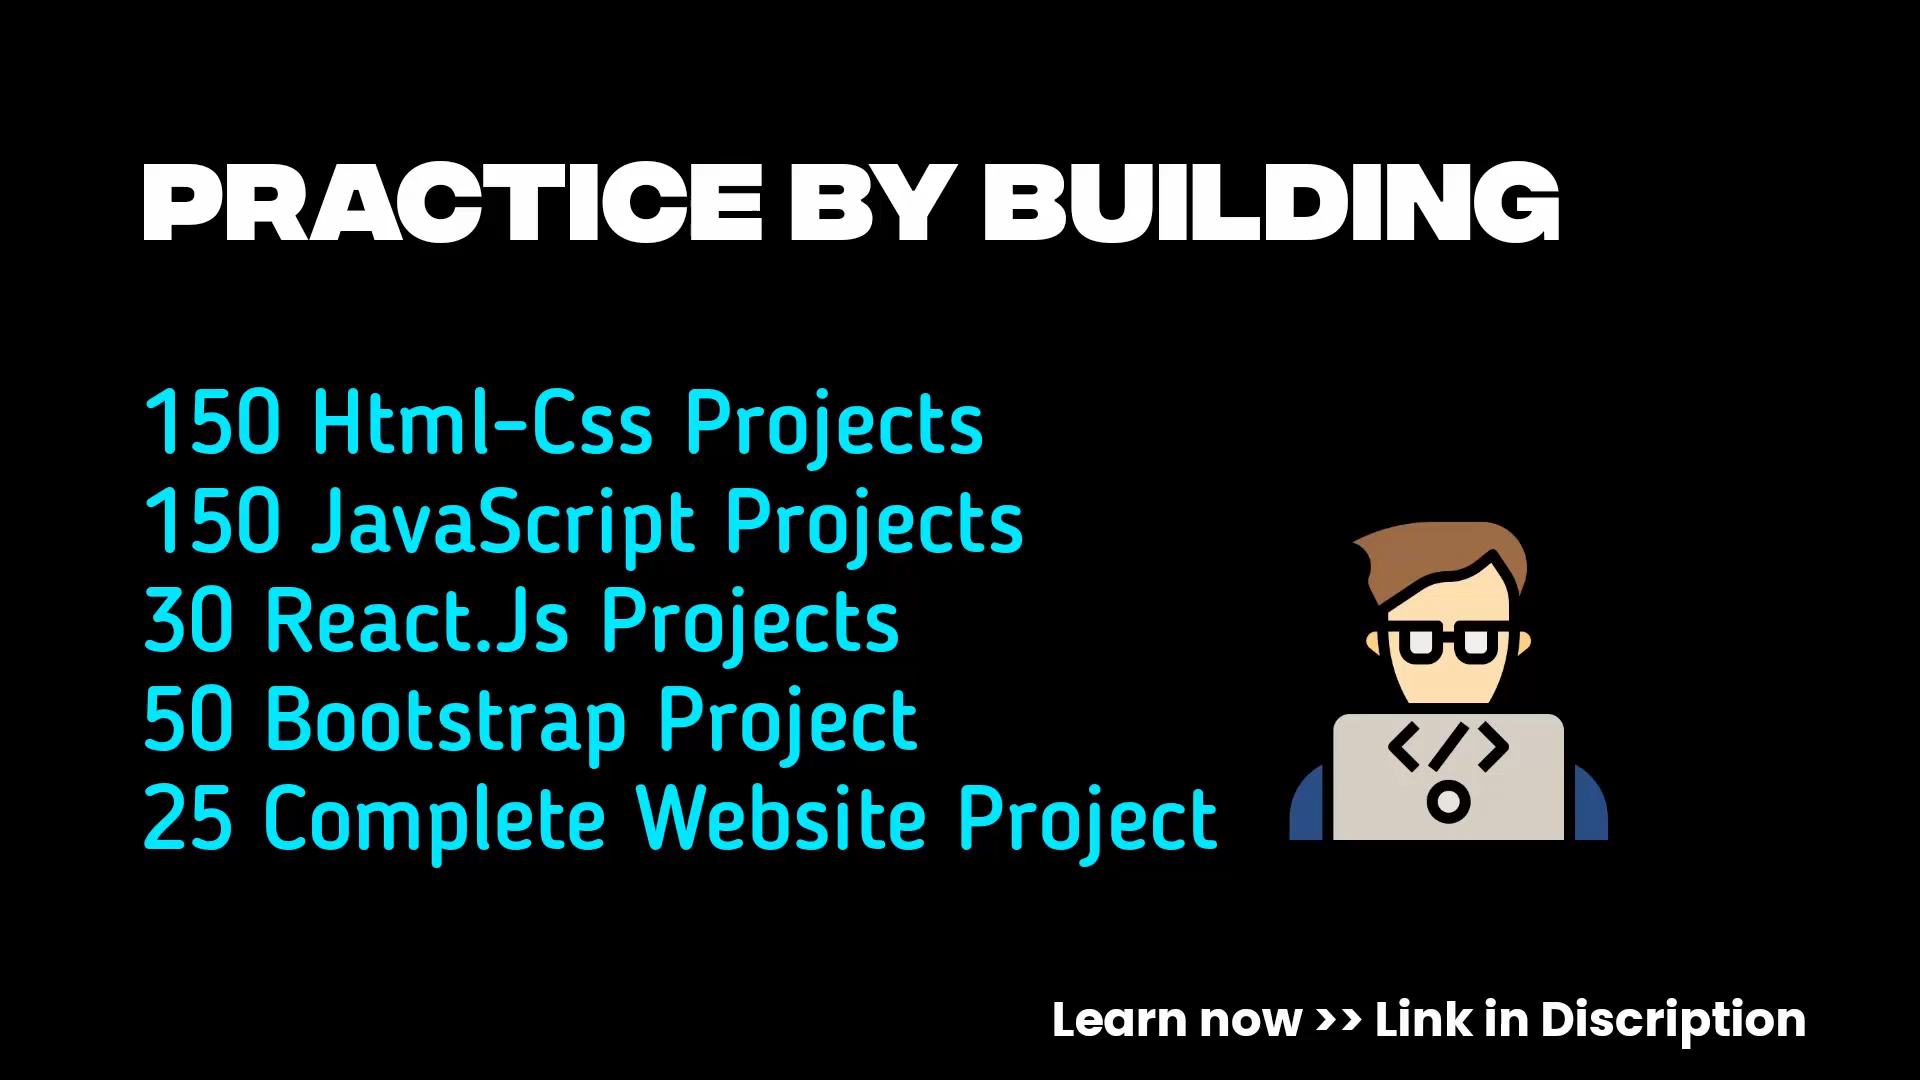 PRACTICE BY BUILDING
150 Html-Css Projects
150 JavaScript Projects
30 React.Js Projects
50 Bootstrap Project
25 Complete Website Project
</>
Learn now >> Link in Discription